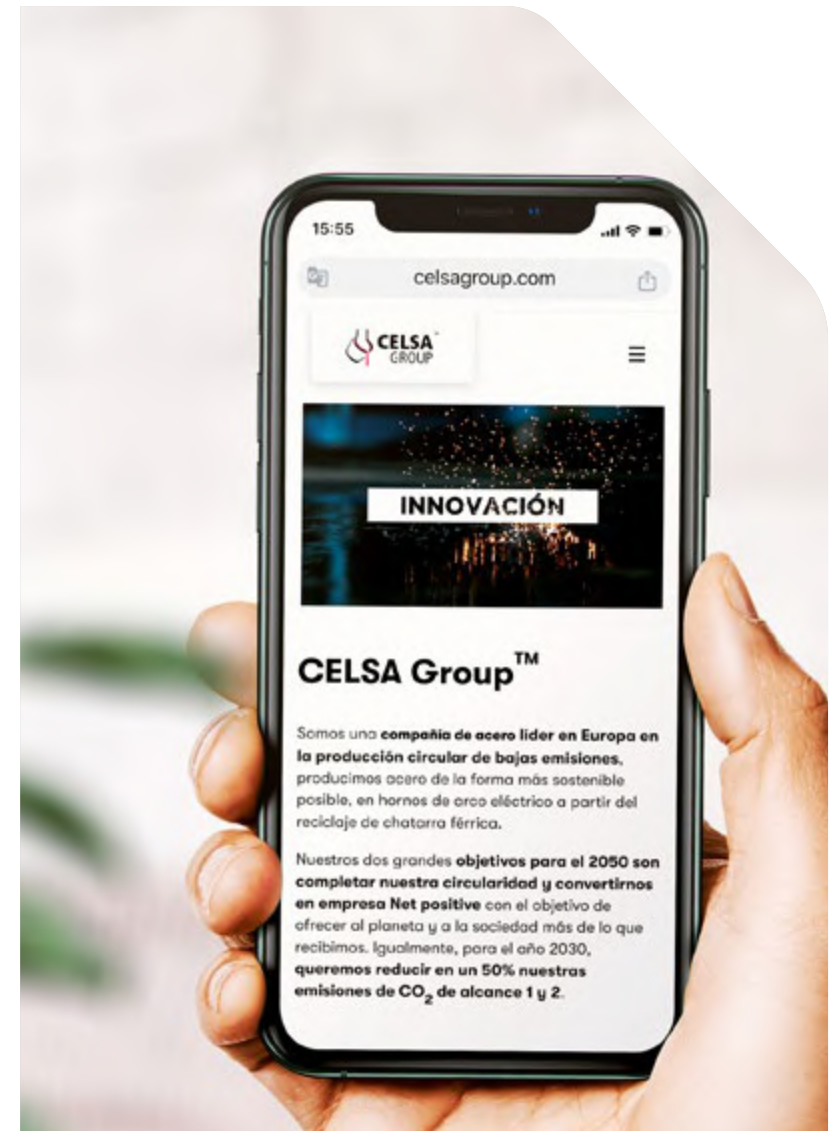 15:55
celsagroup.com
CELSA™
GROUP
INNOVACIÓN
CELSA Group™
Somos una compañía de acero líder en Europa en
la producción circular de bajas emisiones,
producimos acero de la forma más sostenible
posible, en hornos de arco eléctrico a partir del
reciclaje de chatarra férrica.
Nuestros dos grandes objetivos para el 2050 son
completar nuestra circularidad y convertirnos
en empresa Net positive con el objetivo de
ofrecer al planeta y a la sociedad más de lo que
recibimos. Igualmente, para el año 2030,
queremos reducir en un 50% nuestras
emisiones de CO₂ de alcance 1 y 2.